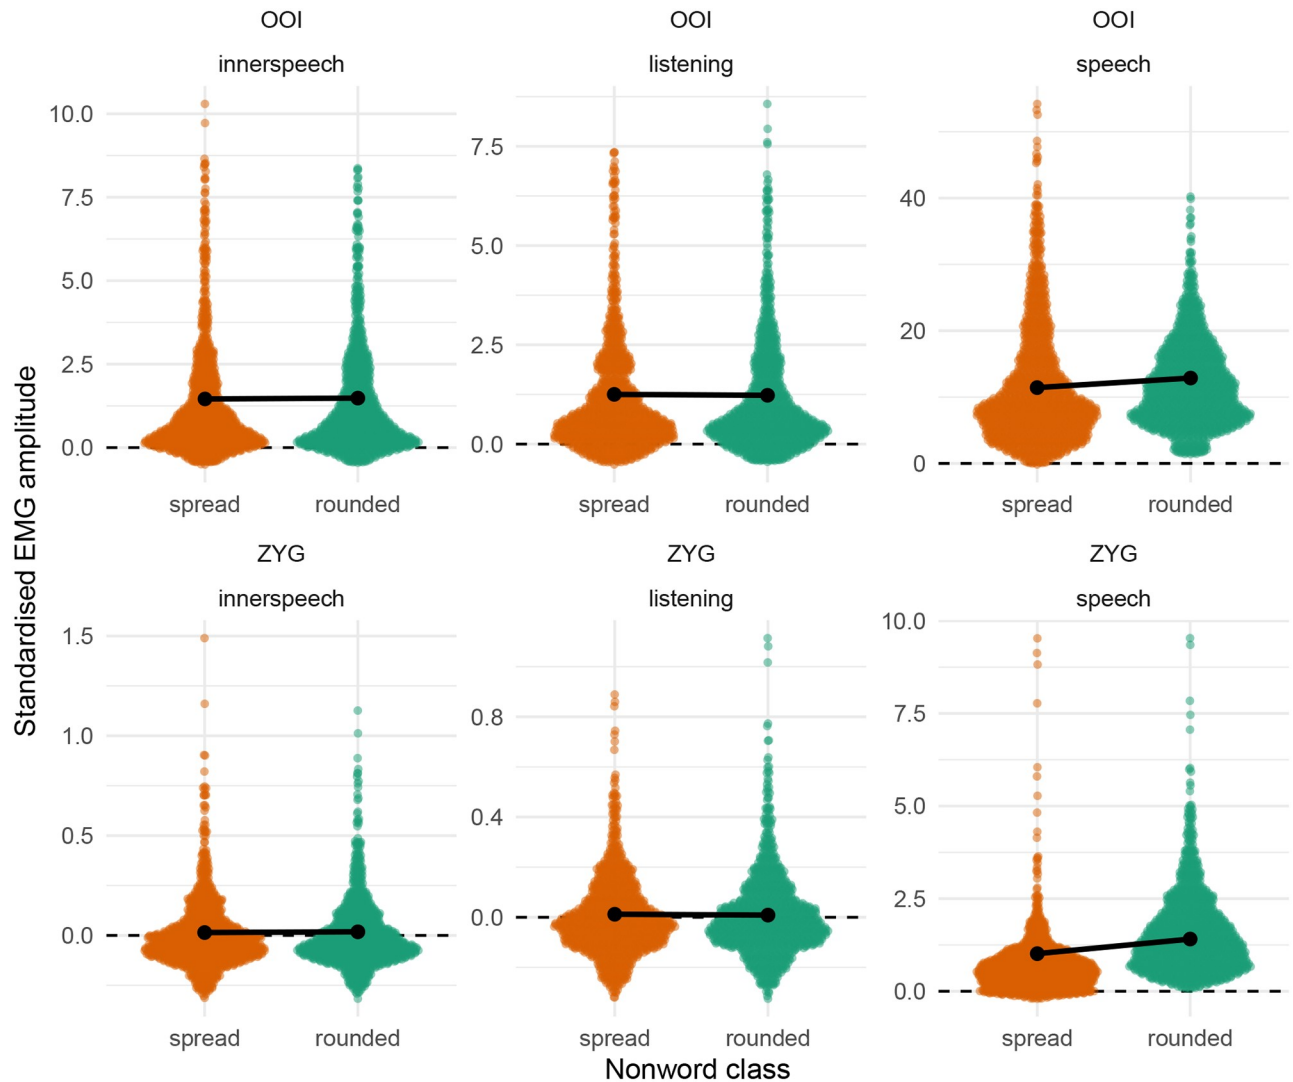 OOI
innerspeech
10.0
7.5
5.0
2.5
0.0
spread rounded
OOI
listening
7.5
5.0
2.5
0.0
spread rounded
OOI
speech
40
20
0
spread rounded
ZYG
innerspeech
1.5
1.0
0.5
0.0
spread rounded
ZYG
listening
0.8
0.4
0.0
spread rounded
ZYG
speech
10.0
7.5
5.0
2.5
0.0
spread rounded
Standardised EMG amplitude
Nonword class